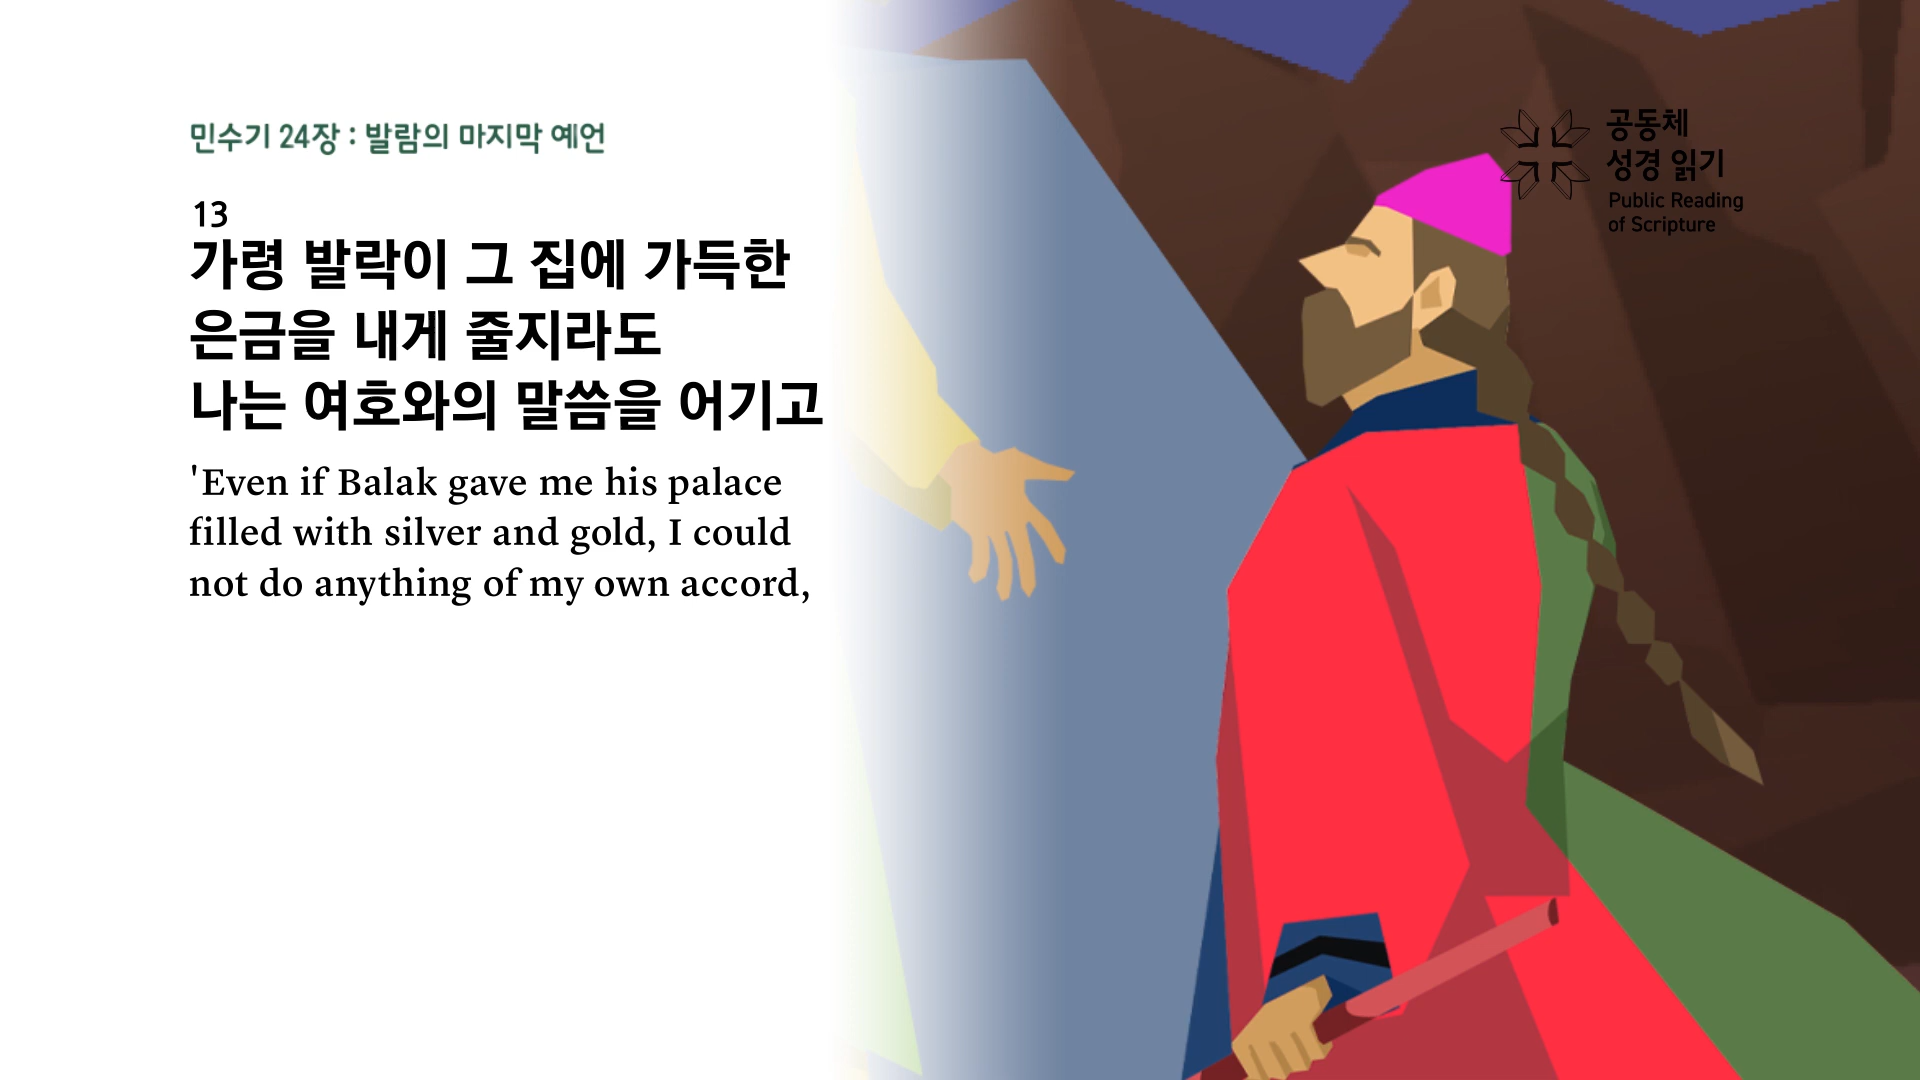 민수기 24장 : 발람의 마지막 예언
13
가령 발락이 그 집에 가득한
은금을 내게 줄지라도
나는 여호와의 말씀을 어기고
'Even if Balak gave me his palace
filled with silver and gold, I could
not do anything of my own accord,
공동체
성경 읽기
Public Reading
of Scripture